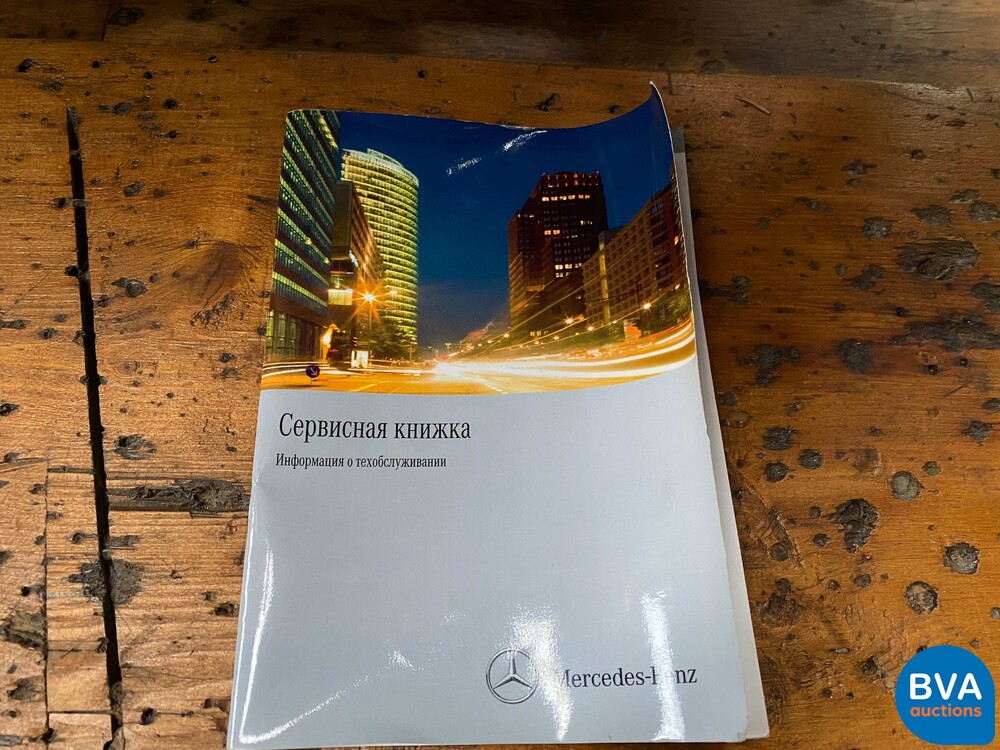 Сервисная книжка
Информация о техобслуживании
Mercedes-Benz
BVA
auctions